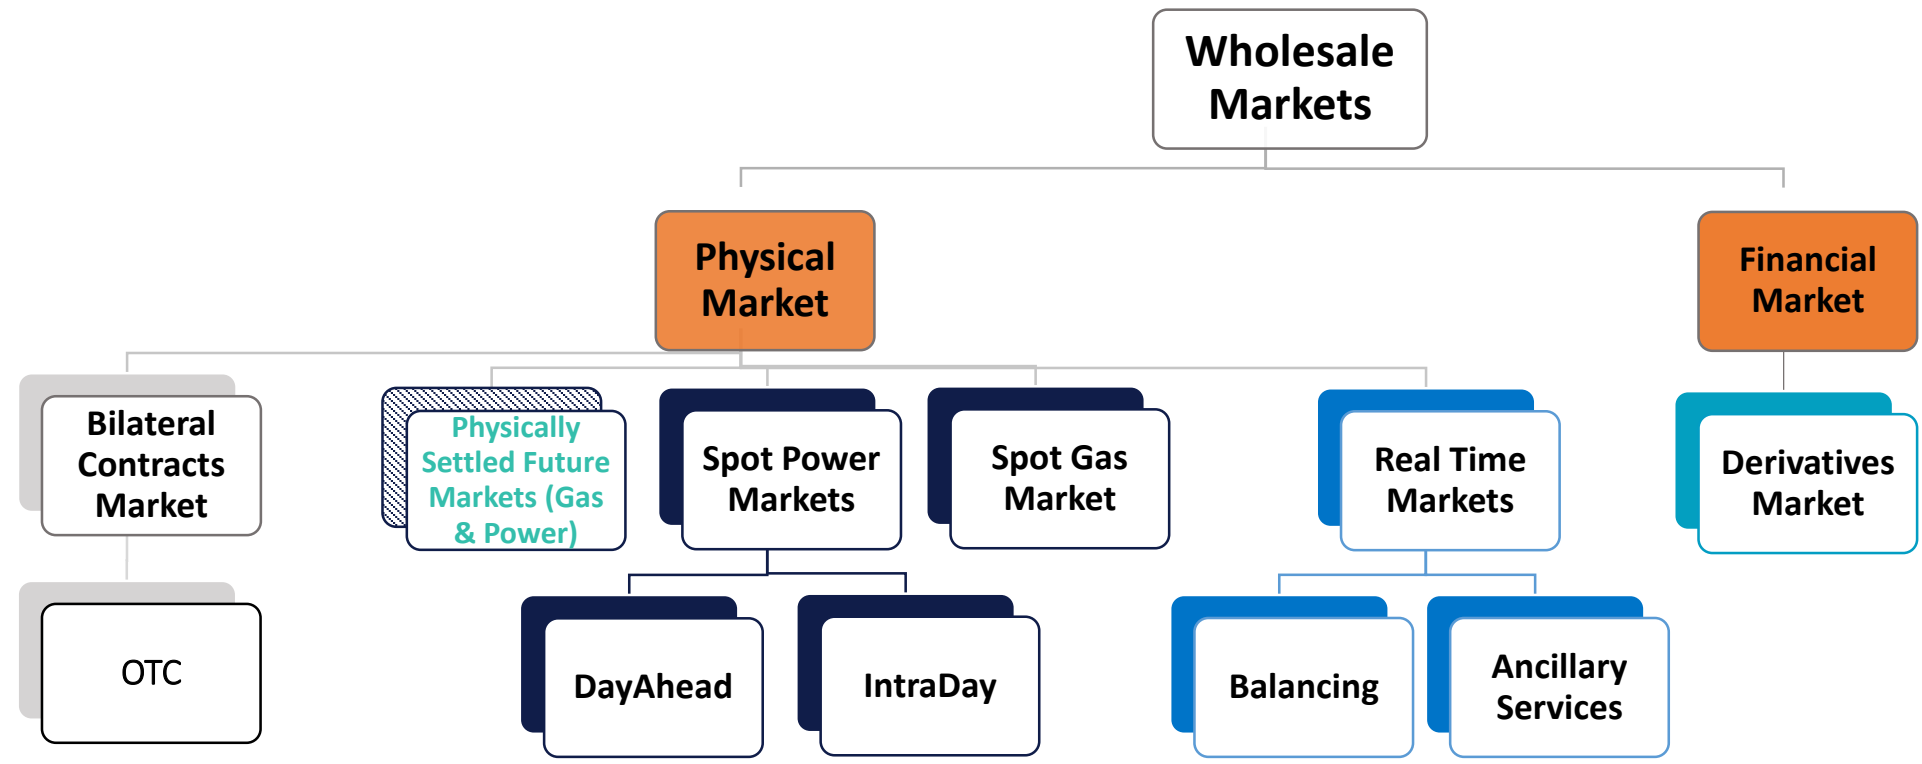 Wholesale
Markets
Physical
Market
Financial
Market
Bilateral
Contracts
Market
Physically
Settled Future
Markets (Gas
& Power)
Spot Power
Markets
Spot Gas
Market
Real Time
Markets
Derivatives
Market
OTC
DayAhead
IntraDay
Balancing
Ancillary
Services